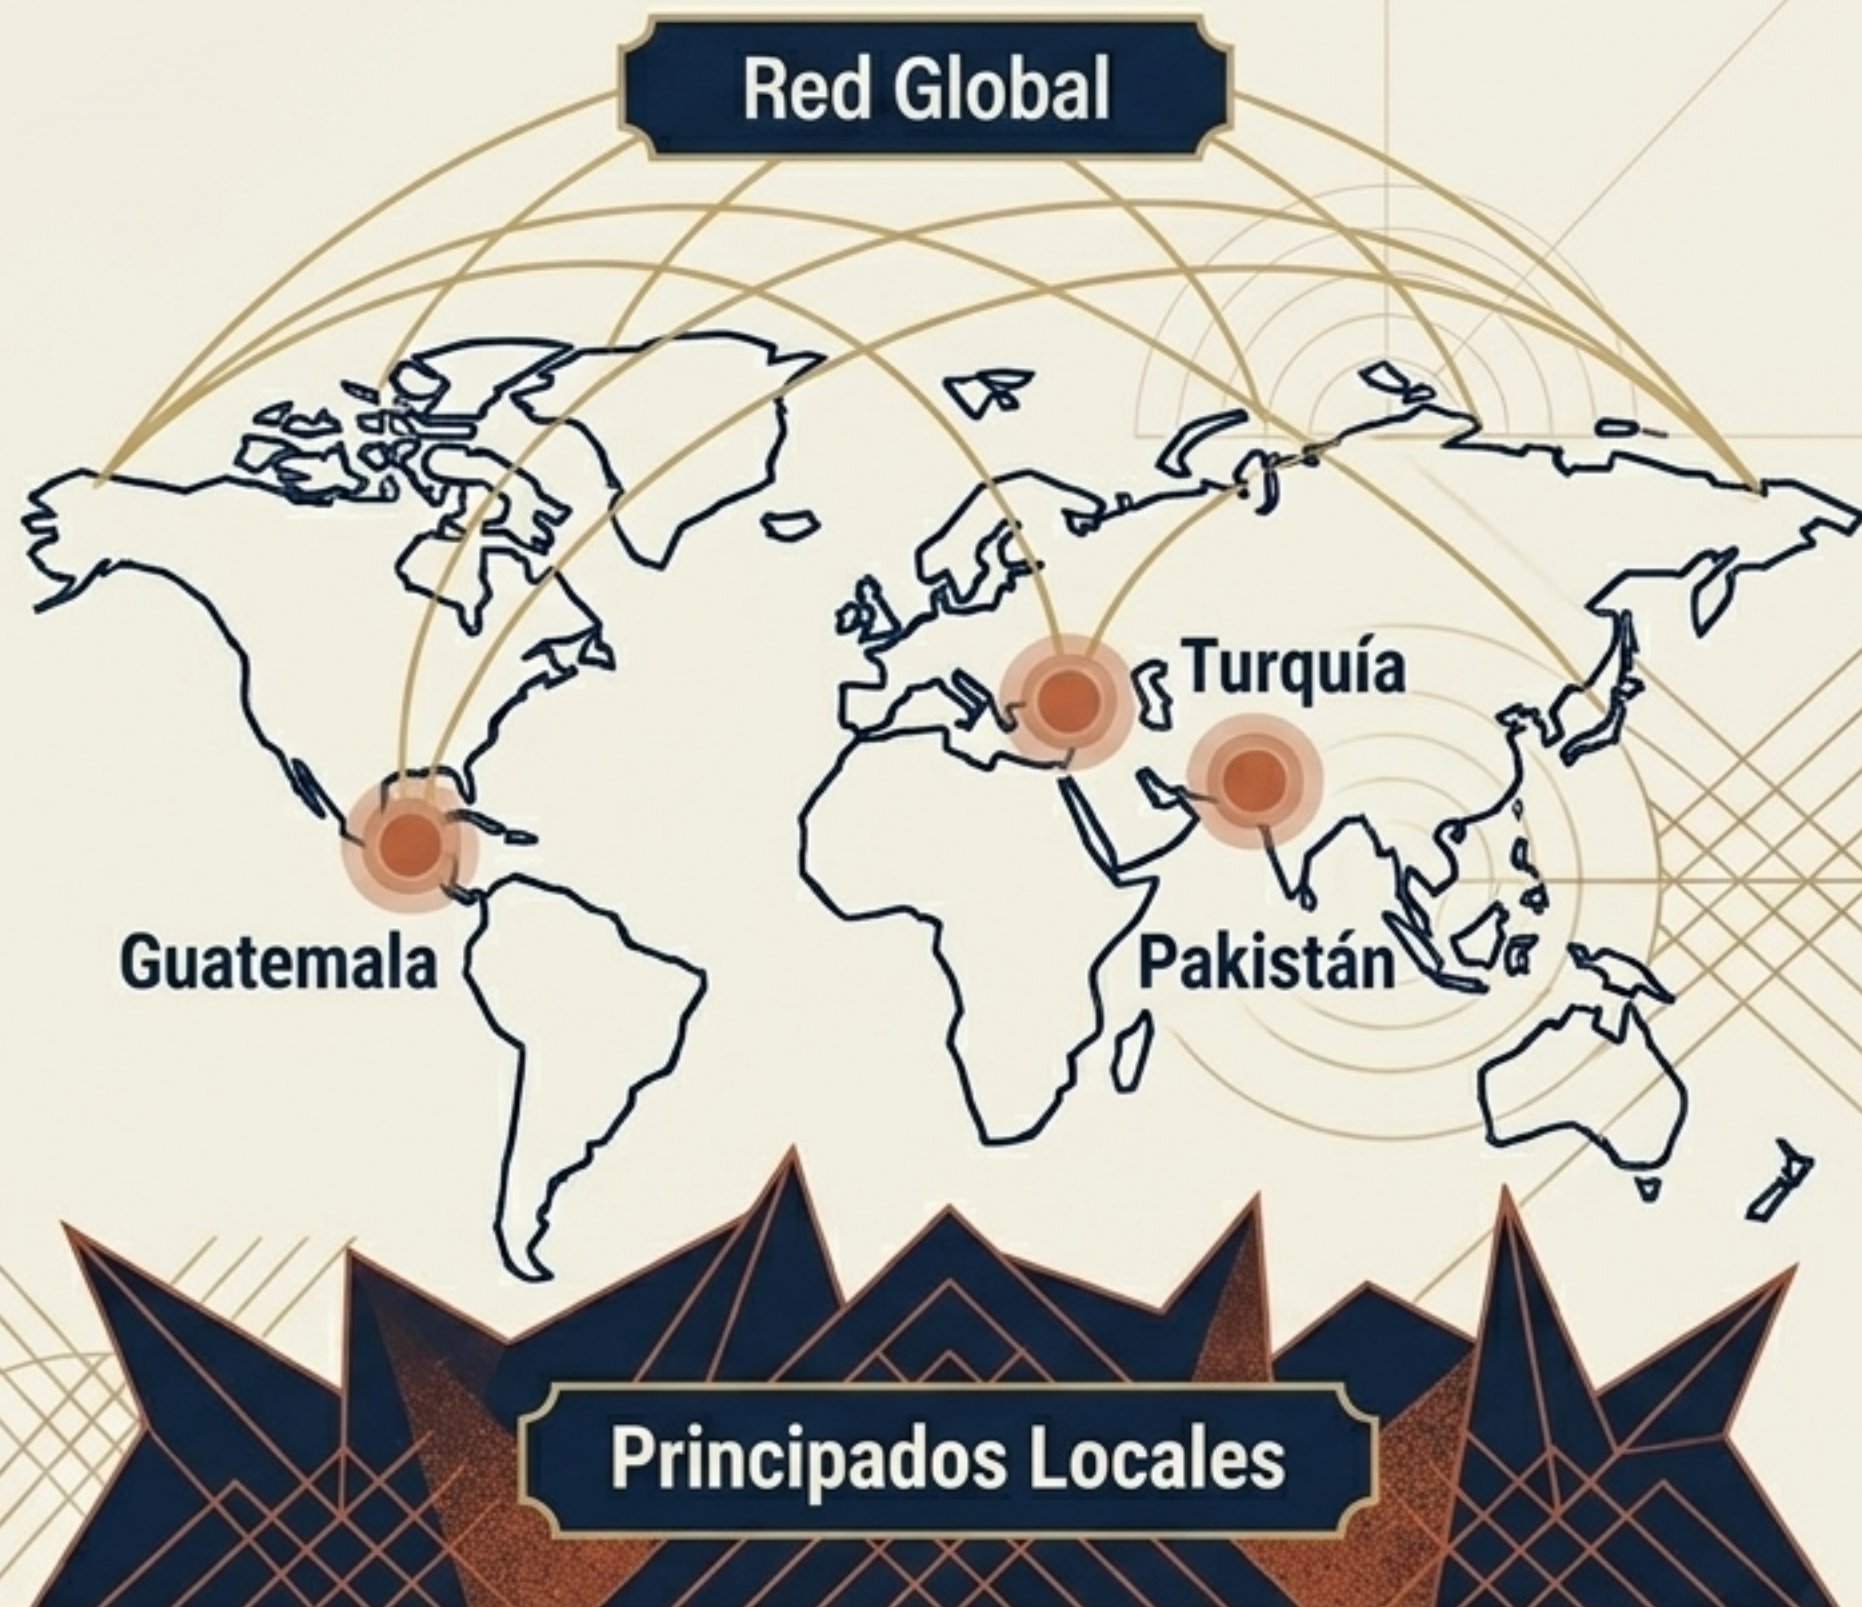 Red Global
Turquía
Guatemala
Pakistán
Principados Locales